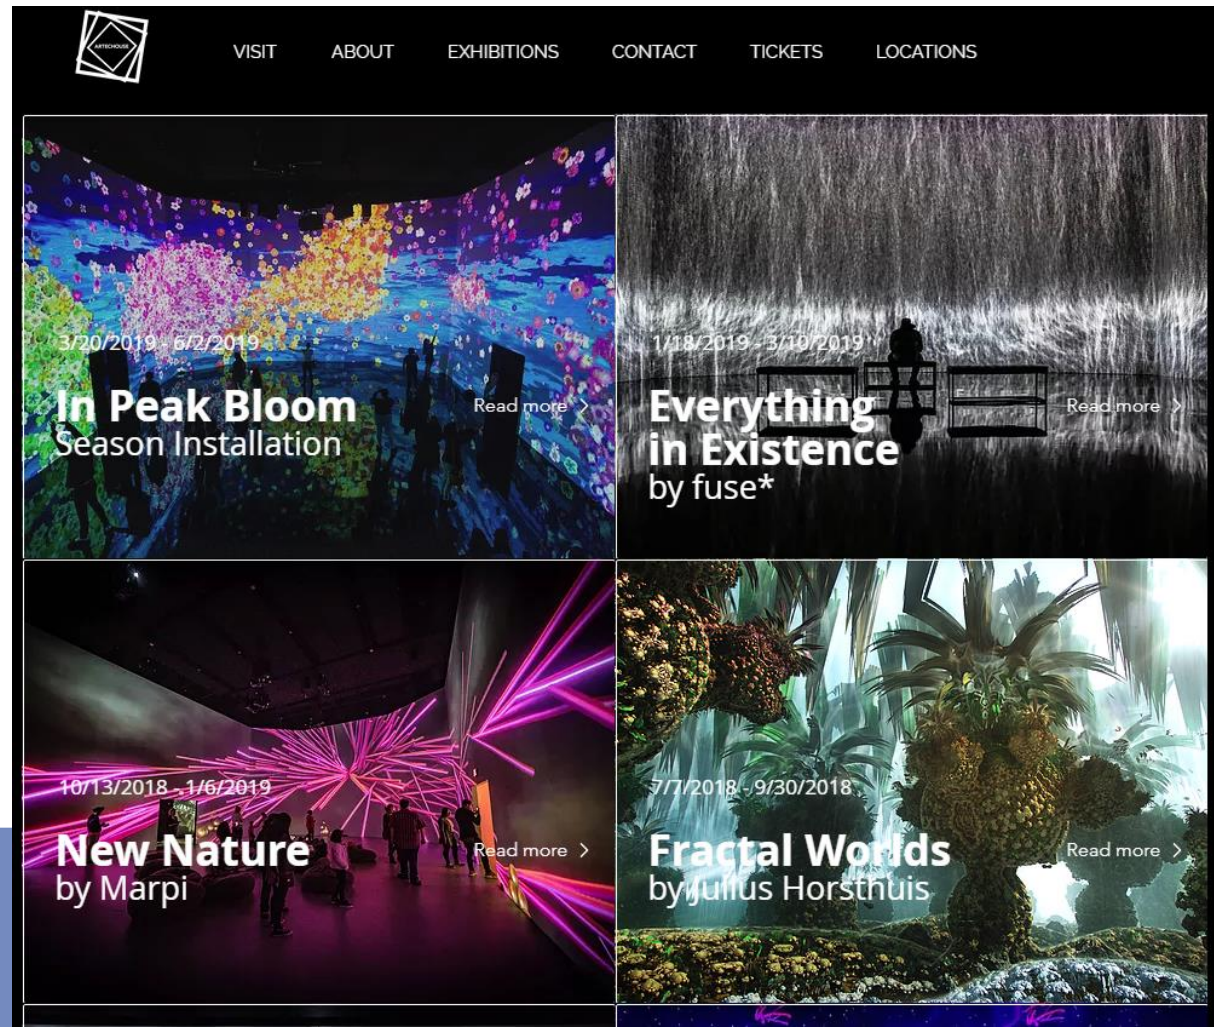 ARTECHOUSE
VISIT ABOUT EXHIBITIONS CONTACT TICKETS LOCATIONS
3/20/2019 - 6/2/2019
In Peak Bloom
Season Installation
Read more >
1/18/2019 - 3/10/2019
Everything
in Existence
by fuse*
Read more >
10/13/2018 - 1/6/2019
New Nature
by Marpi
Read more >
7/7/2018 - 9/30/2018
Fractal Worlds
by Julius Horsthuis
Read more >